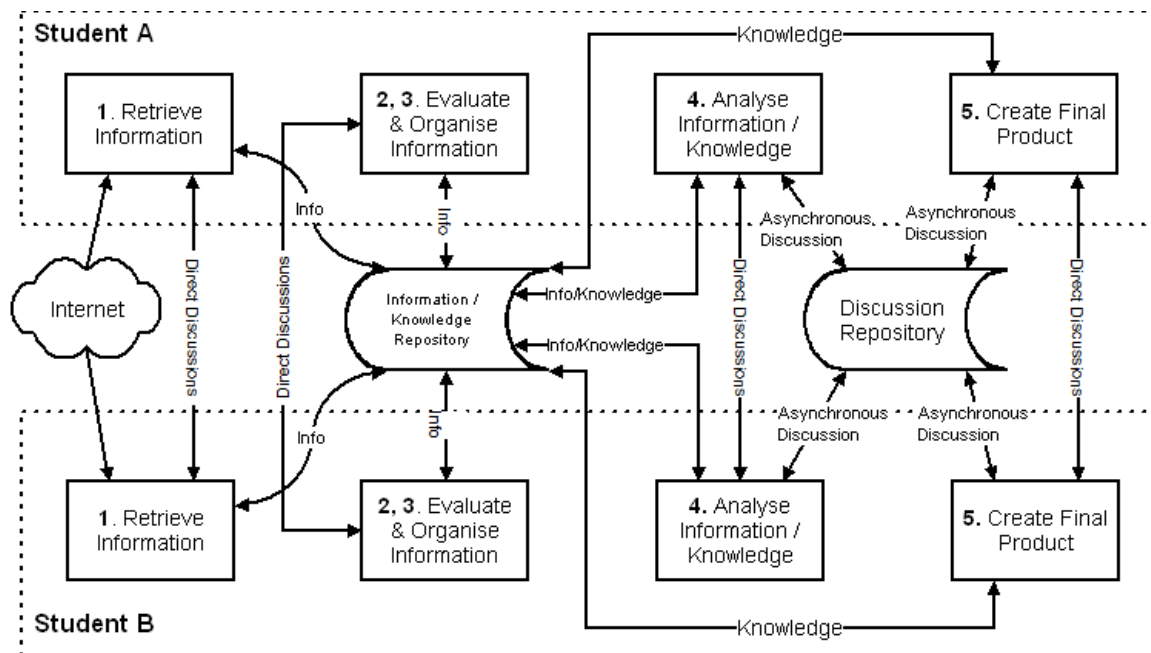 Student A
Knowledge
1. Retrieve
Information
2, 3. Evaluate
& Organise
Information
4. Analyse
Information /
Knowledge
5. Create Final
Product
Info
Info
Asynchronous
Discussion
Asynchronous
Discussion
Internet
Direct Discussions
Direct Discussions
Information /
Knowledge
Repository
Info/Knowledge
Info/Knowledge
Direct Discussions
Discussion
Repository
Direct Discussions
Info
Info
Asynchronous
Discussion
Asynchronous
Discussion
1. Retrieve
Information
2, 3. Evaluate
& Organise
Information
4. Analyse
Information /
Knowledge
5. Create Final
Product
Student B
Knowledge